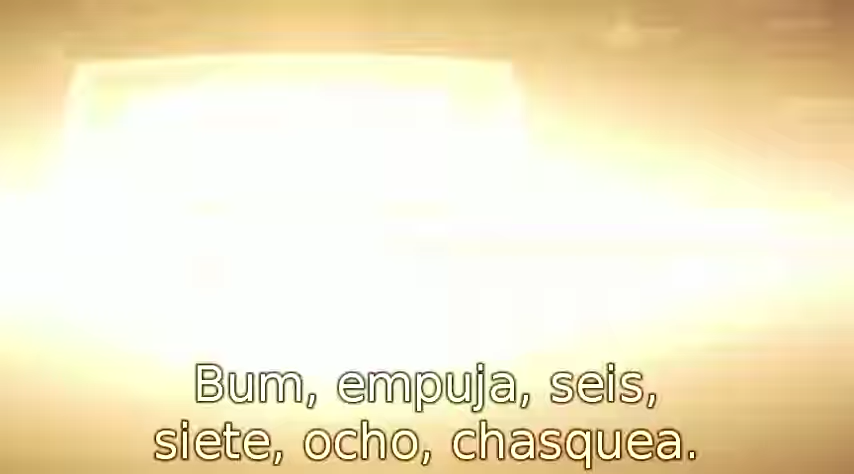 Bum, empuja, seis,
siete, ocho, chasquea.